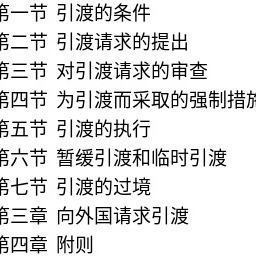 第一节 引渡的条件
第二节 引渡请求的提出
第三节 对引渡请求的审查
第四节 为引渡而采取的强制措施
第五节 引渡的执行
第六节 暂缓引渡和临时引渡
第七节 引渡的过境
第三章 向外国请求引渡
第四章 附则